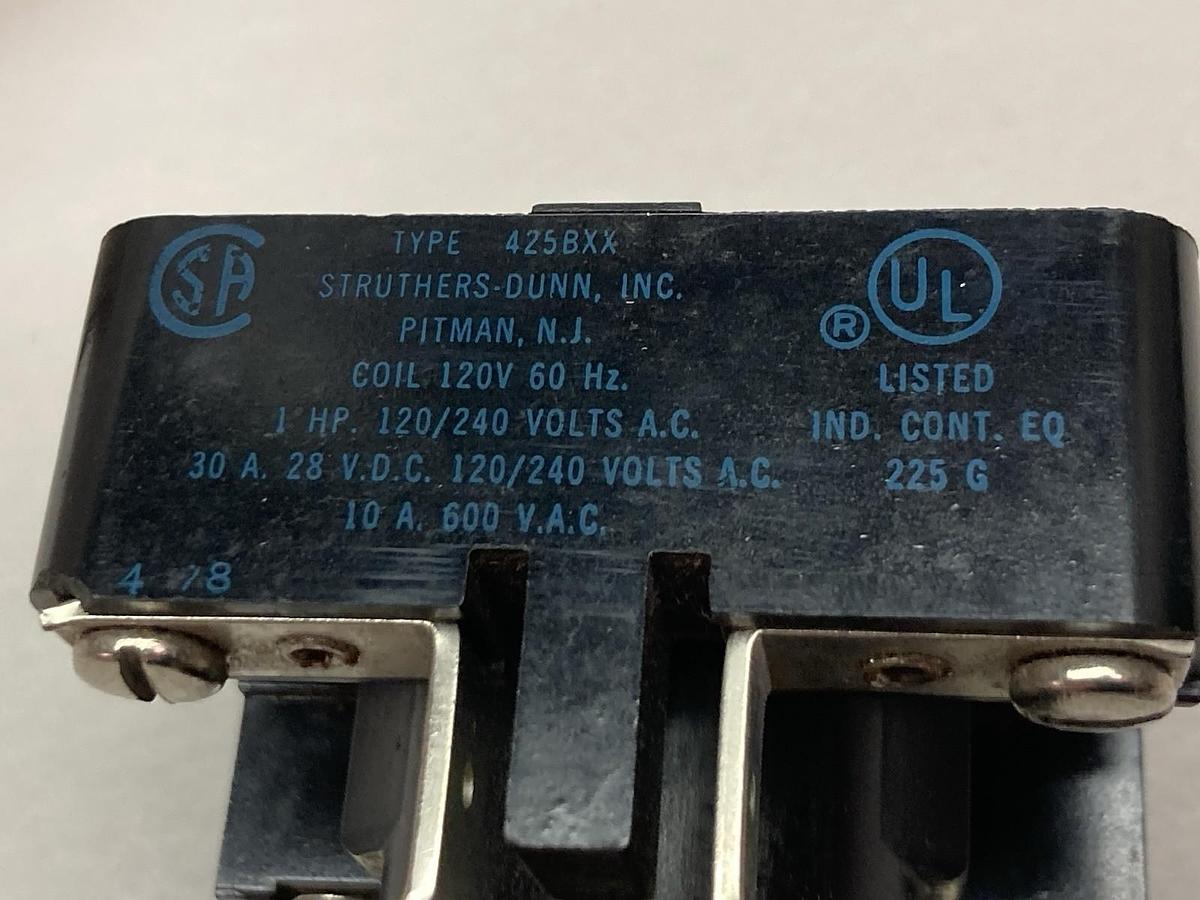 SA
TYPE 425BXX
STRUTHERS-DUNN, INC.
PITMAN, N.J.
COIL 120V 60 Hz.
1 HP. 120/240 VOLTS A.C.
30 A. 28 V.D.C. 120/240 VOLTS A.C.
10 A. 600 V.A.C.
4 78
® UL
LISTED
IND. CONT. EQ
225 G